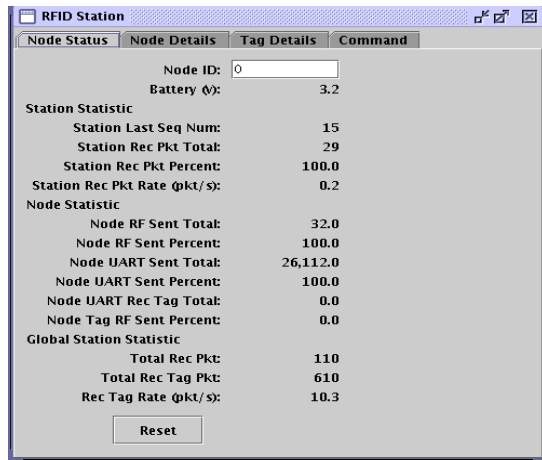 RFID Station
Node Status Node Details Tag Details Command
Node ID: 0
Battery (v): 3.2
Station Statistic
Station Last Seq Num: 15
Station Rec Pkt Total: 29
Station Rec Pkt Percent: 100.0
Station Rec Pkt Rate (pkt/s): 0.2
Node Statistic
Node RF Sent Total: 32.0
Node RF Sent Percent: 100.0
Node UART Sent Total: 26,112.0
Node UART Sent Percent: 100.0
Node UART Rec Tag Total: 0.0
Node Tag RF Sent Percent: 0.0
Global Station Statistic
Total Rec Pkt: 110
Total Rec Tag Pkt: 610
Rec Tag Rate (pkt/s): 10.3
Reset